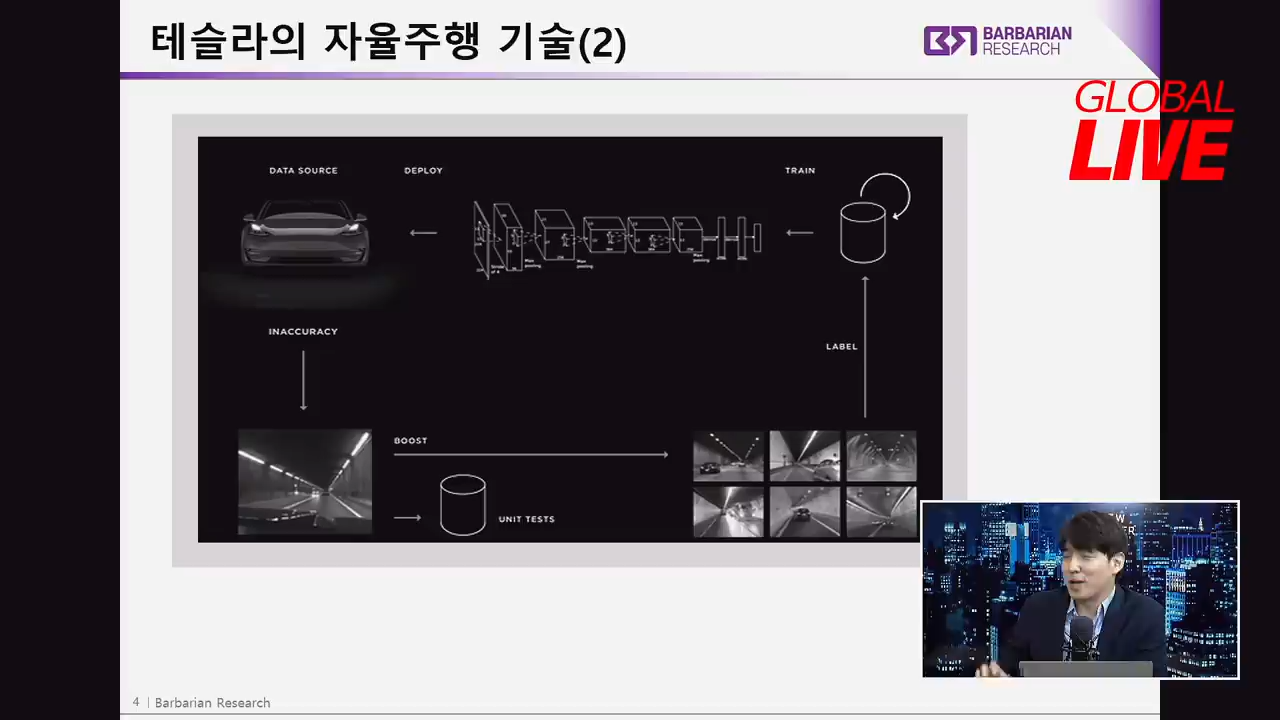 테슬라의 자율주행 기술(2)
BARBARIAN
RESEARCH
GLOBAL
LIVE
DATA SOURCE
DEPLOY
TRAIN
INACCURACY
LABEL
BOOST
UNIT TESTS
4 | Barbarian Research